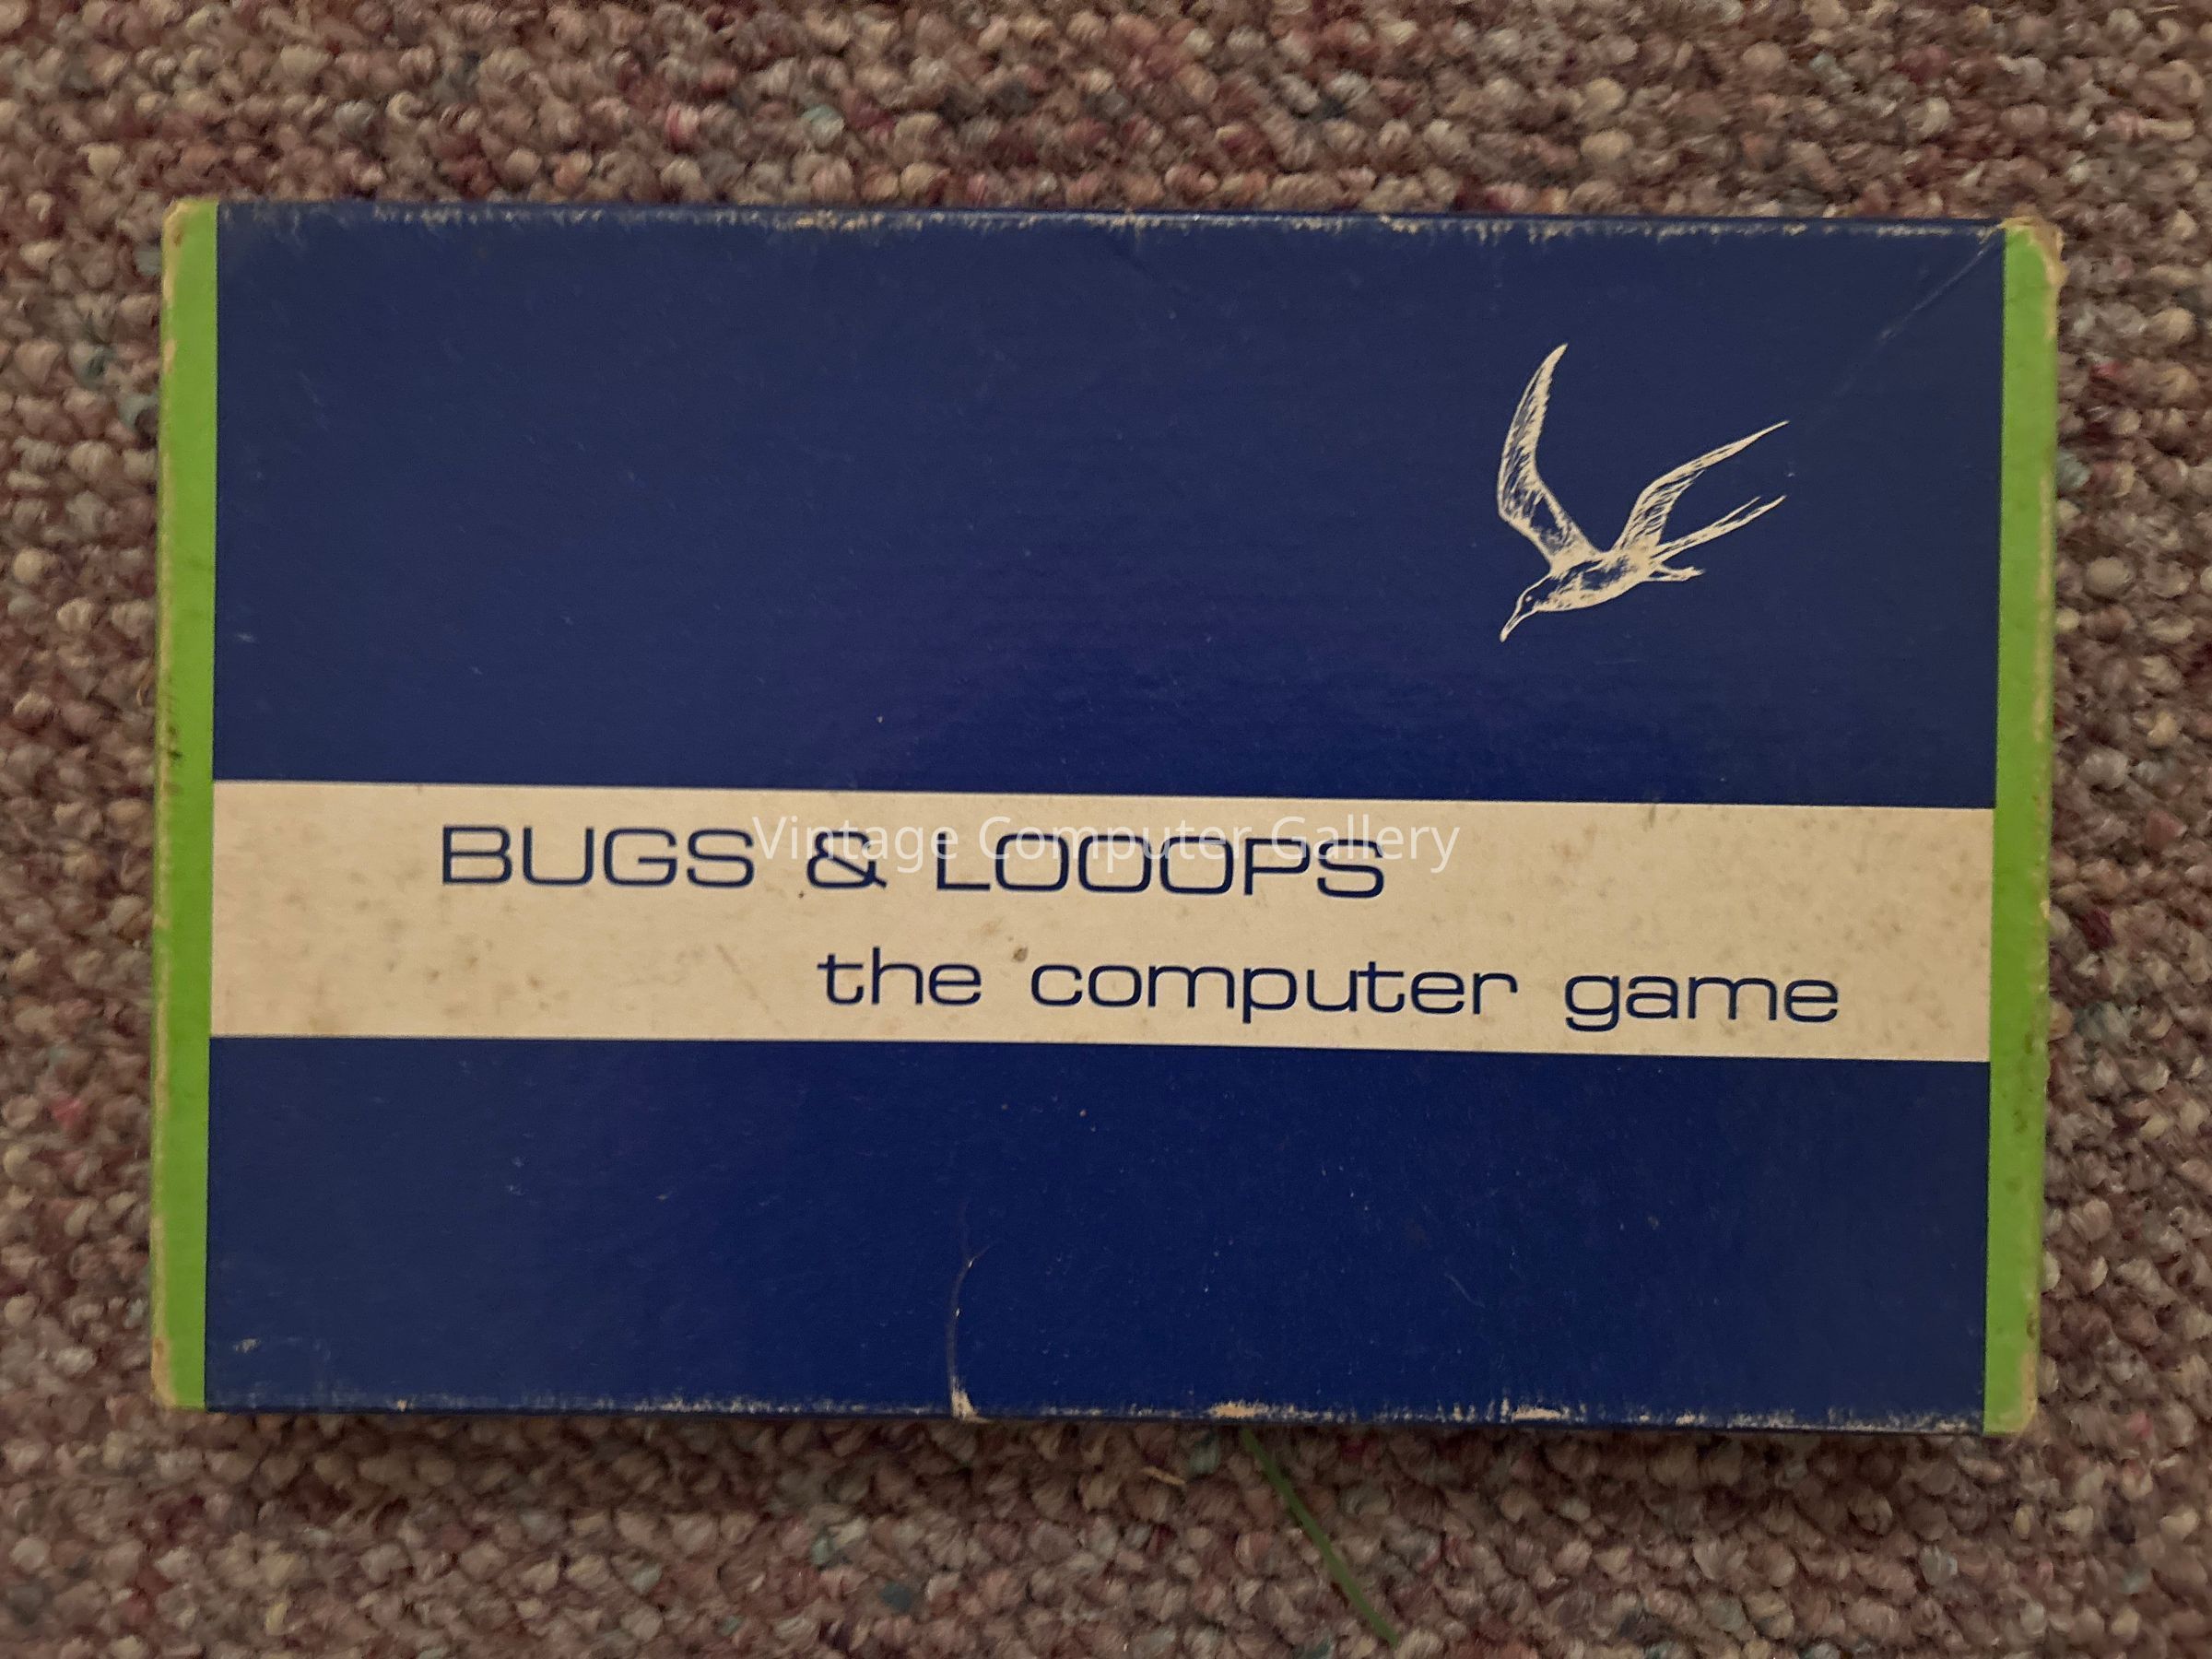 BUGS & LOOOPS
Vintage Computer Gallery
the computer game